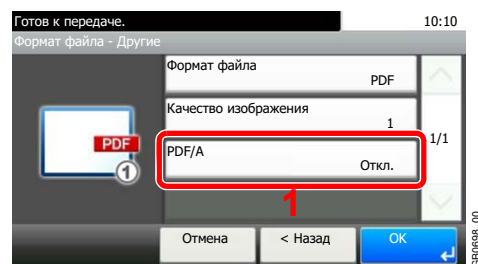 Готов к передаче.
10:10
Формат файла - Другие
Формат файла
PDF
Качество изображения
1
1/1
PDF/A
Откл.
PDF
1
1
Отмена
< Назад
OK
GB0698_00